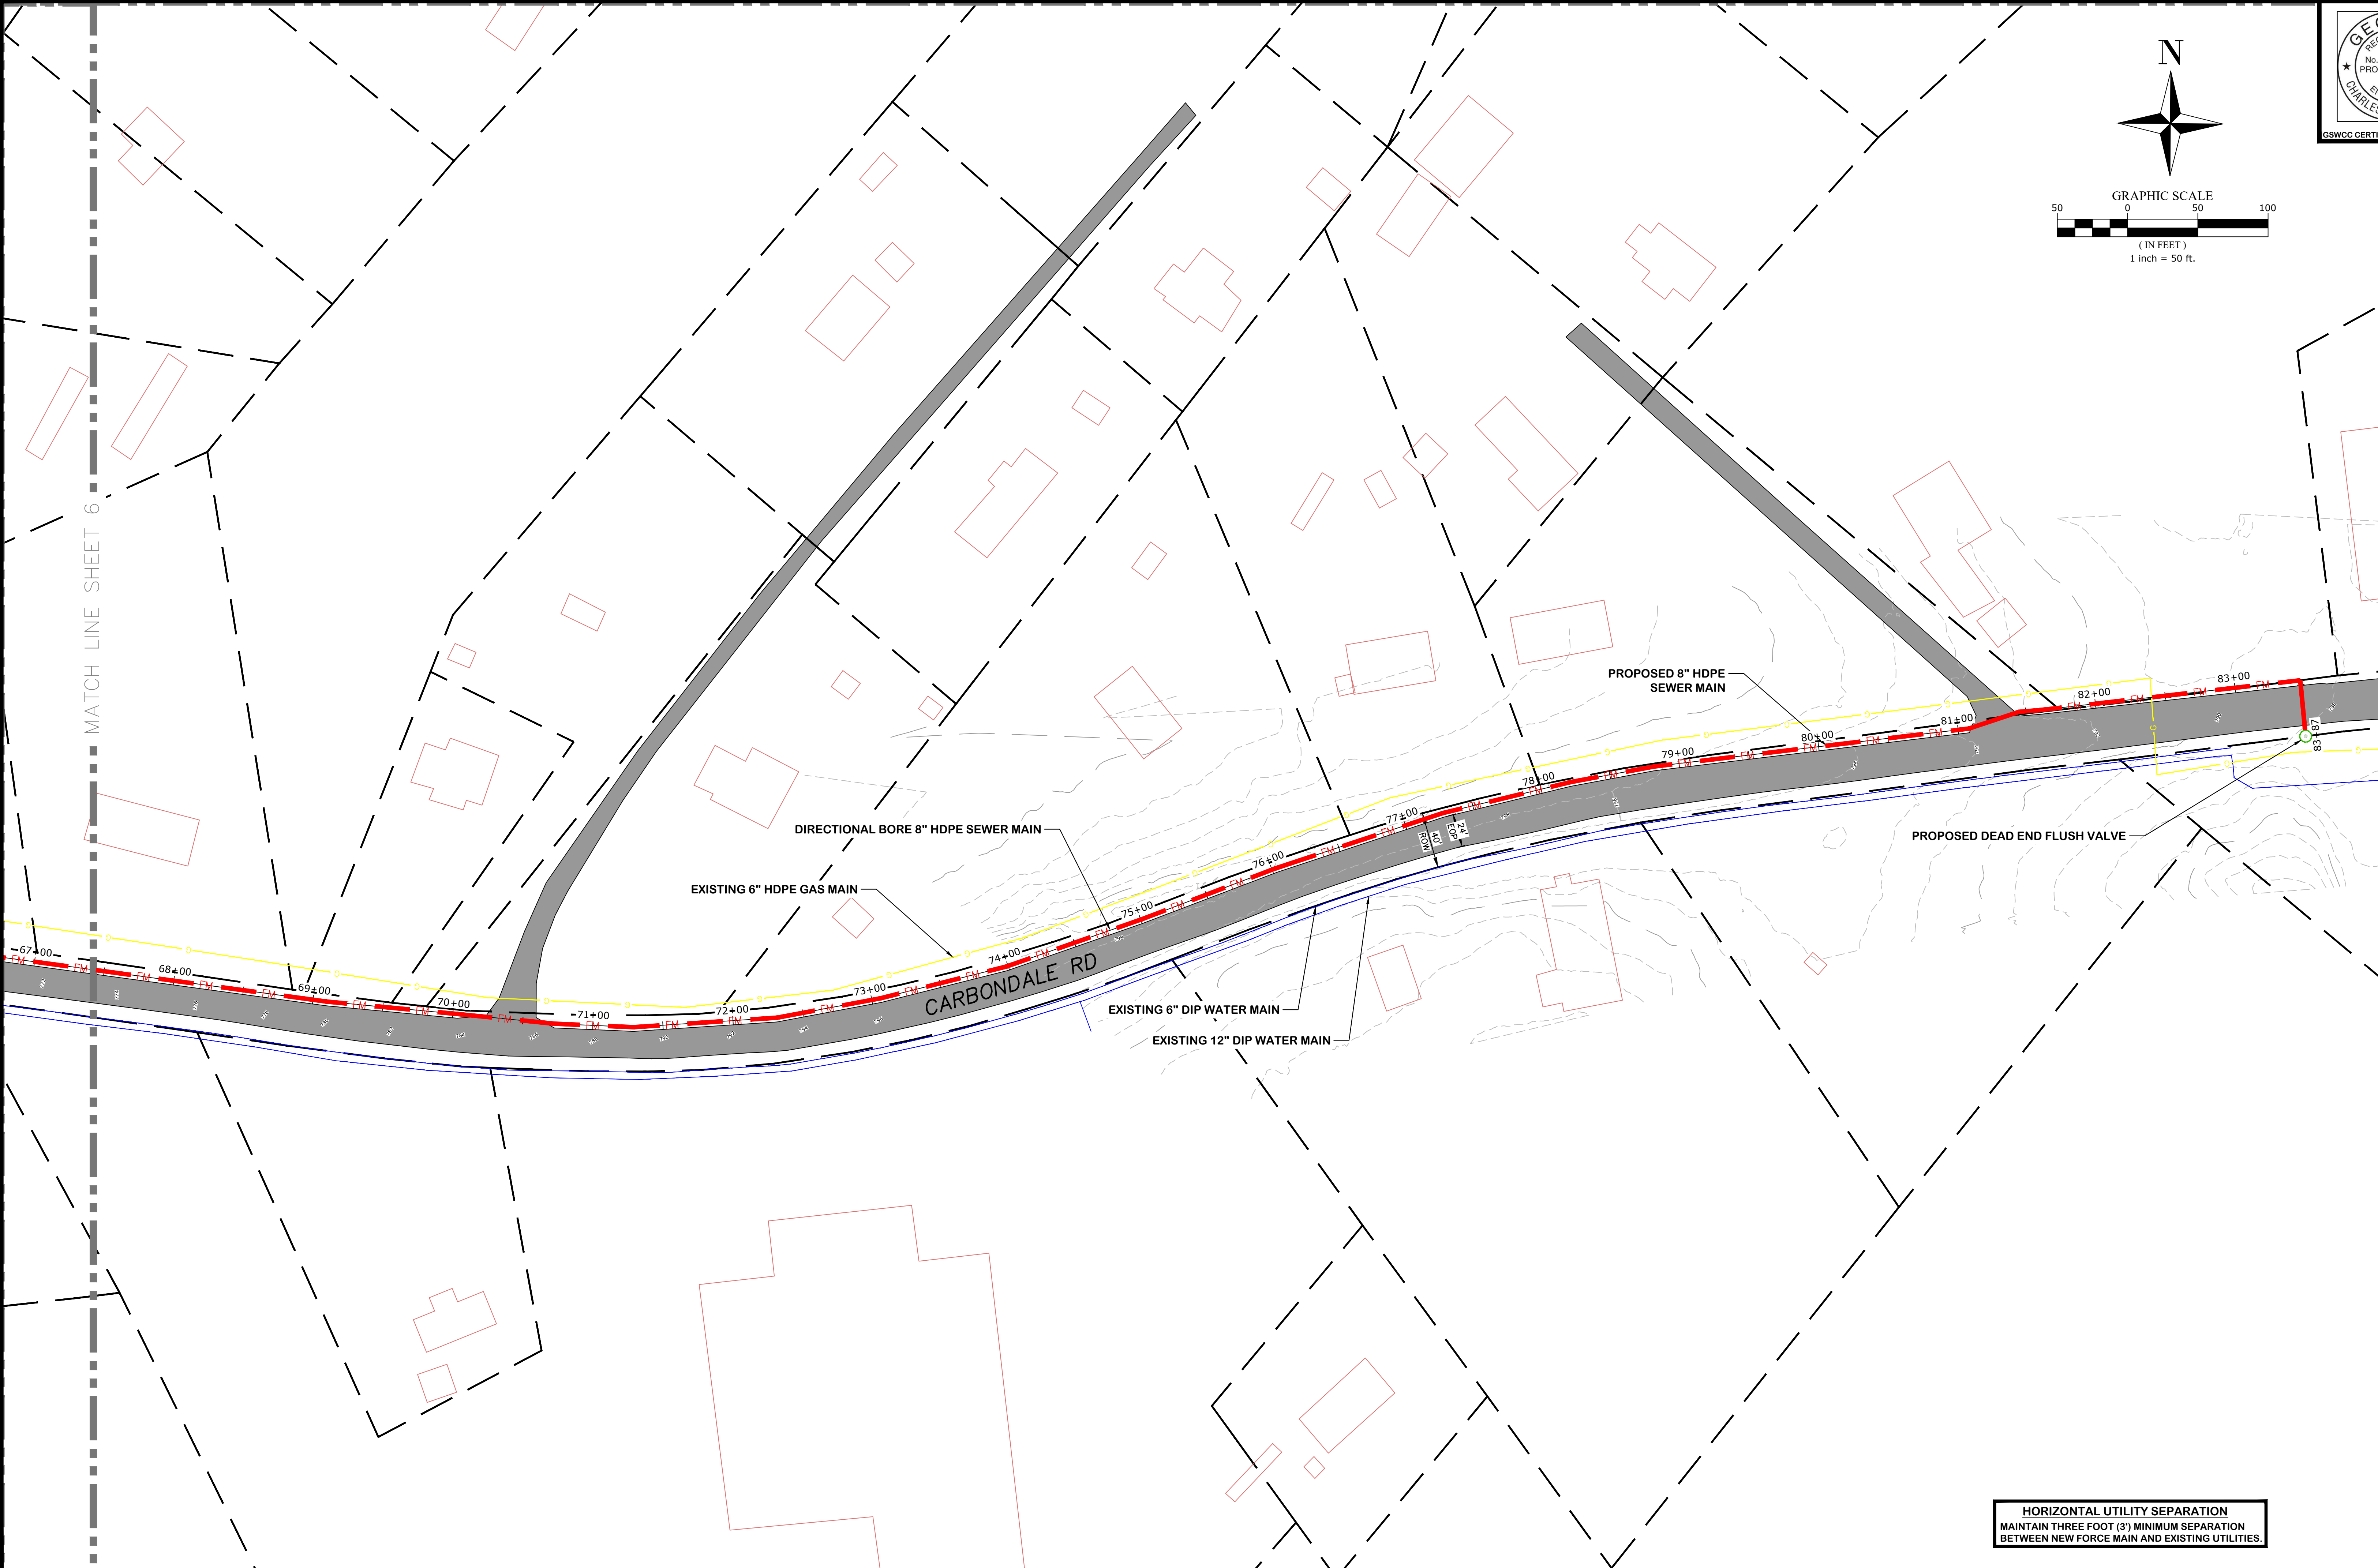 N
GRAPHIC SCALE
50 0 50 100
( IN FEET )
1 inch = 50 ft.
No.
GSWCC
MATCH LINE SHEET 6
PROPOSED 8" HDPE
SEWER MAIN
DIRECTIONAL BORE 8" HDPE SEWER MAIN
EXISTING 6" HDPE GAS MAIN
PROPOSED DEAD END FLUSH VALVE
EXISTING 6" DIP WATER MAIN
EXISTING 12" DIP WATER MAIN
CARBONDALE RD
67+00
68+00
69+00
70+00
71+00
72+00
73+00
74+00
75+00
76+00
77+00
78+00
79+00
80+00
81+00
82+00
83+00
83+87
40'
ROW
24'
EOP
FM
HORIZONTAL UTILITY SEPARATION
MAINTAIN THREE FOOT (3') MINIMUM SEPARATION
BETWEEN NEW FORCE MAIN AND EXISTING UTILITIES.